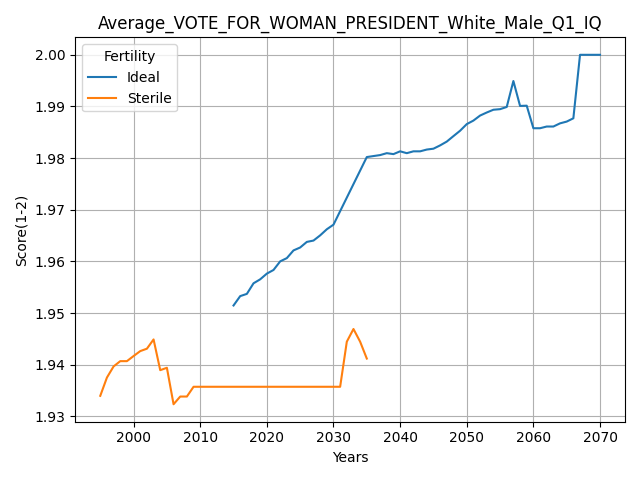 Average_VOTE_FOR_WOMAN_PRESIDENT_White_Male_Q1_IQ
Fertility
Ideal
Sterile
Score(1-2)
2.00
1.99
1.98
1.97
1.96
1.95
1.94
1.93
2000 2010 2020 2030 2040 2050 2060 2070
Years